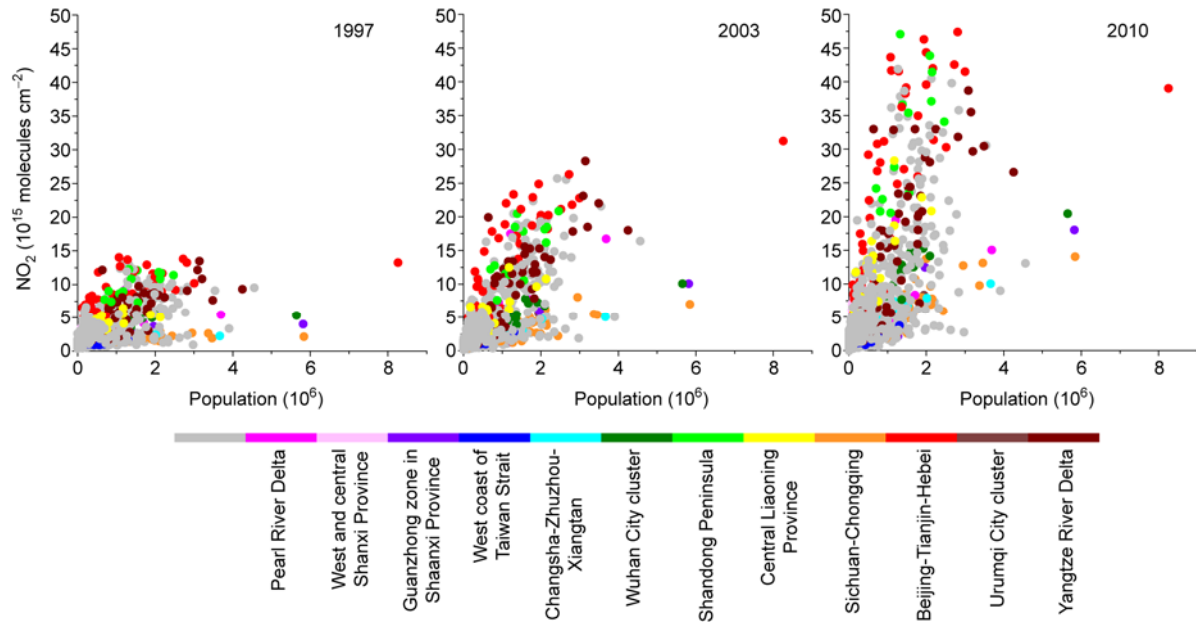 1997
2003
2010
NO2 (10^15 molecules cm^−2)
50
45
40
35
30
25
20
15
10
5
0
0
2
4
6
8
0
2
4
6
8
0
2
4
6
8
50
45
40
35
30
25
20
15
10
5
0
50
45
40
35
30
25
20
15
10
5
0
Population (10^6)
Population (10^6)
Population (10^6)
Pearl River Delta
West and central
Shanxi Province
Guanzhong zone in
Shaanxi Province
West coast of
Taiwan Strait
Changsha-Zhuzhou-
Xiangtan
Wuhan City cluster
Shandong Peninsula
Central Liaoning
Province
Sichuan-Chongqing
Beijing-Tianjin-Hebei
Urumqi City cluster
Yangtze River Delta